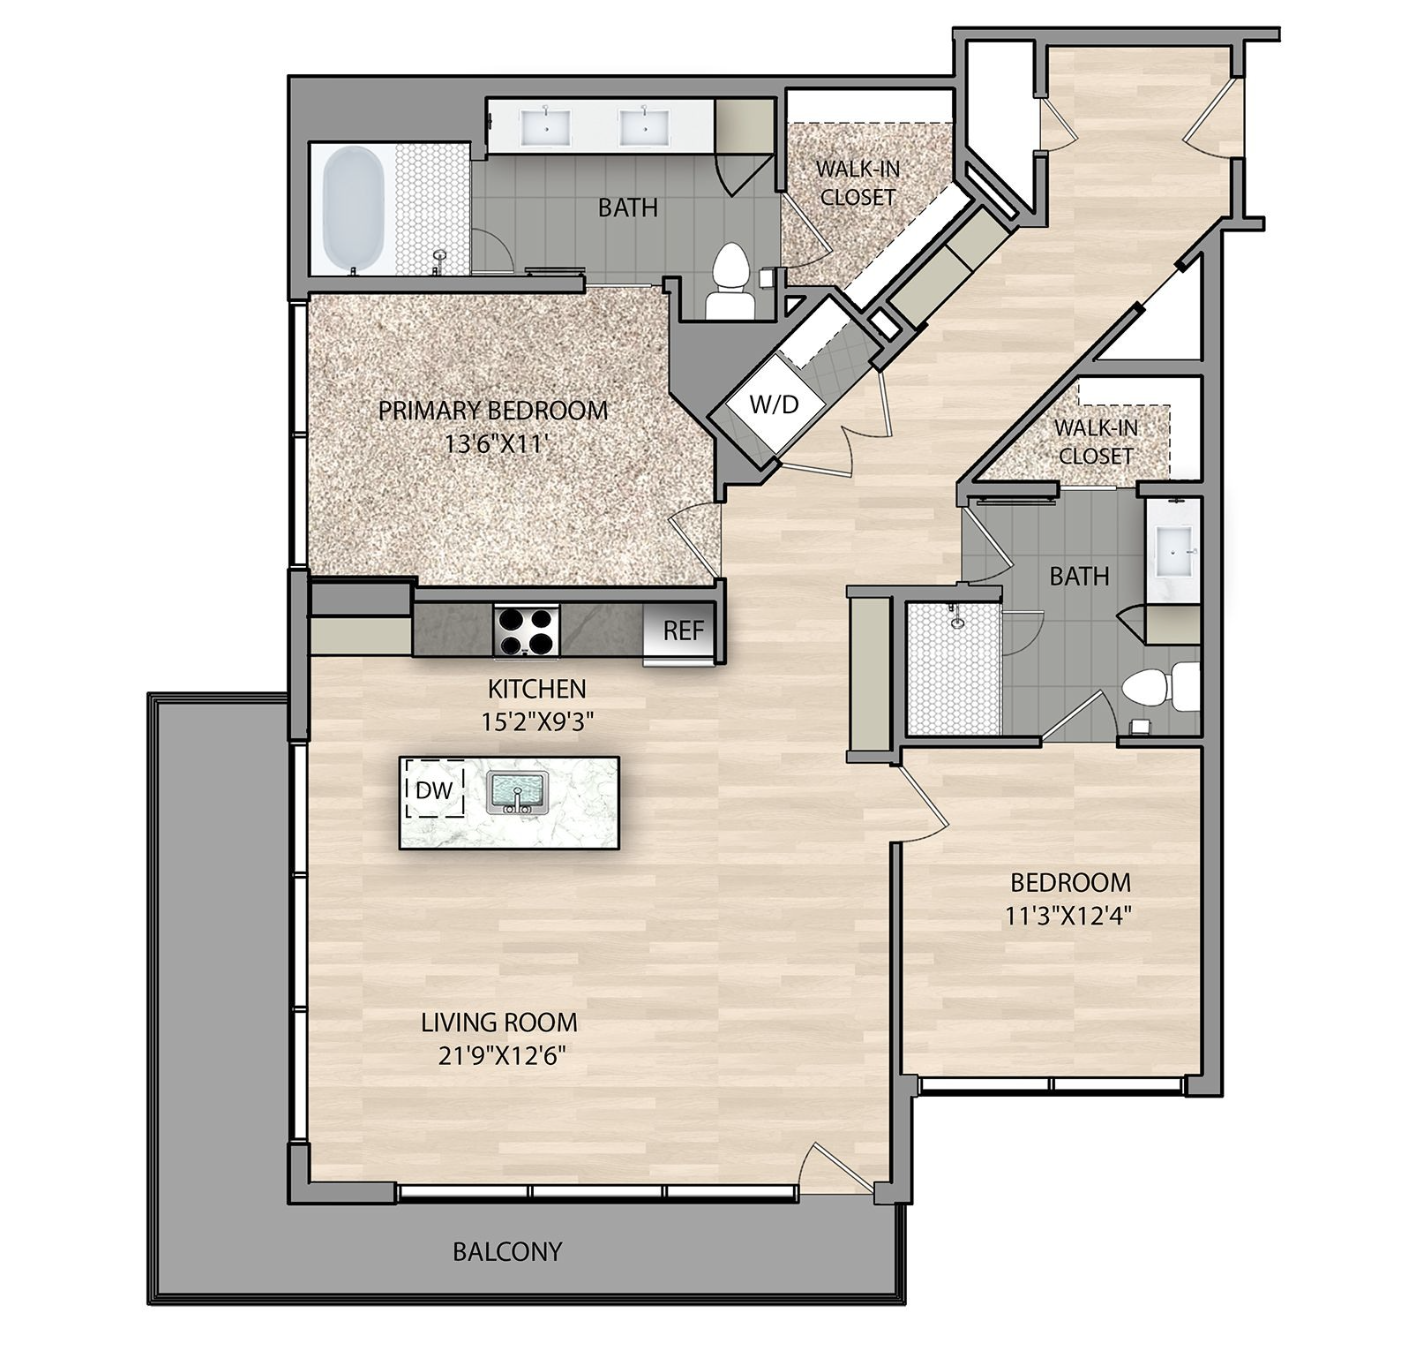 WALK-IN
CLOSET
BATH
W/D
PRIMARY BEDROOM
13'6"X11'
WALK-IN
CLOSET
BATH
REF
KITCHEN
15'2"X9'3"
DW
BEDROOM
11'3"X12'4"
LIVING ROOM
21'9"X12'6"
BALCONY